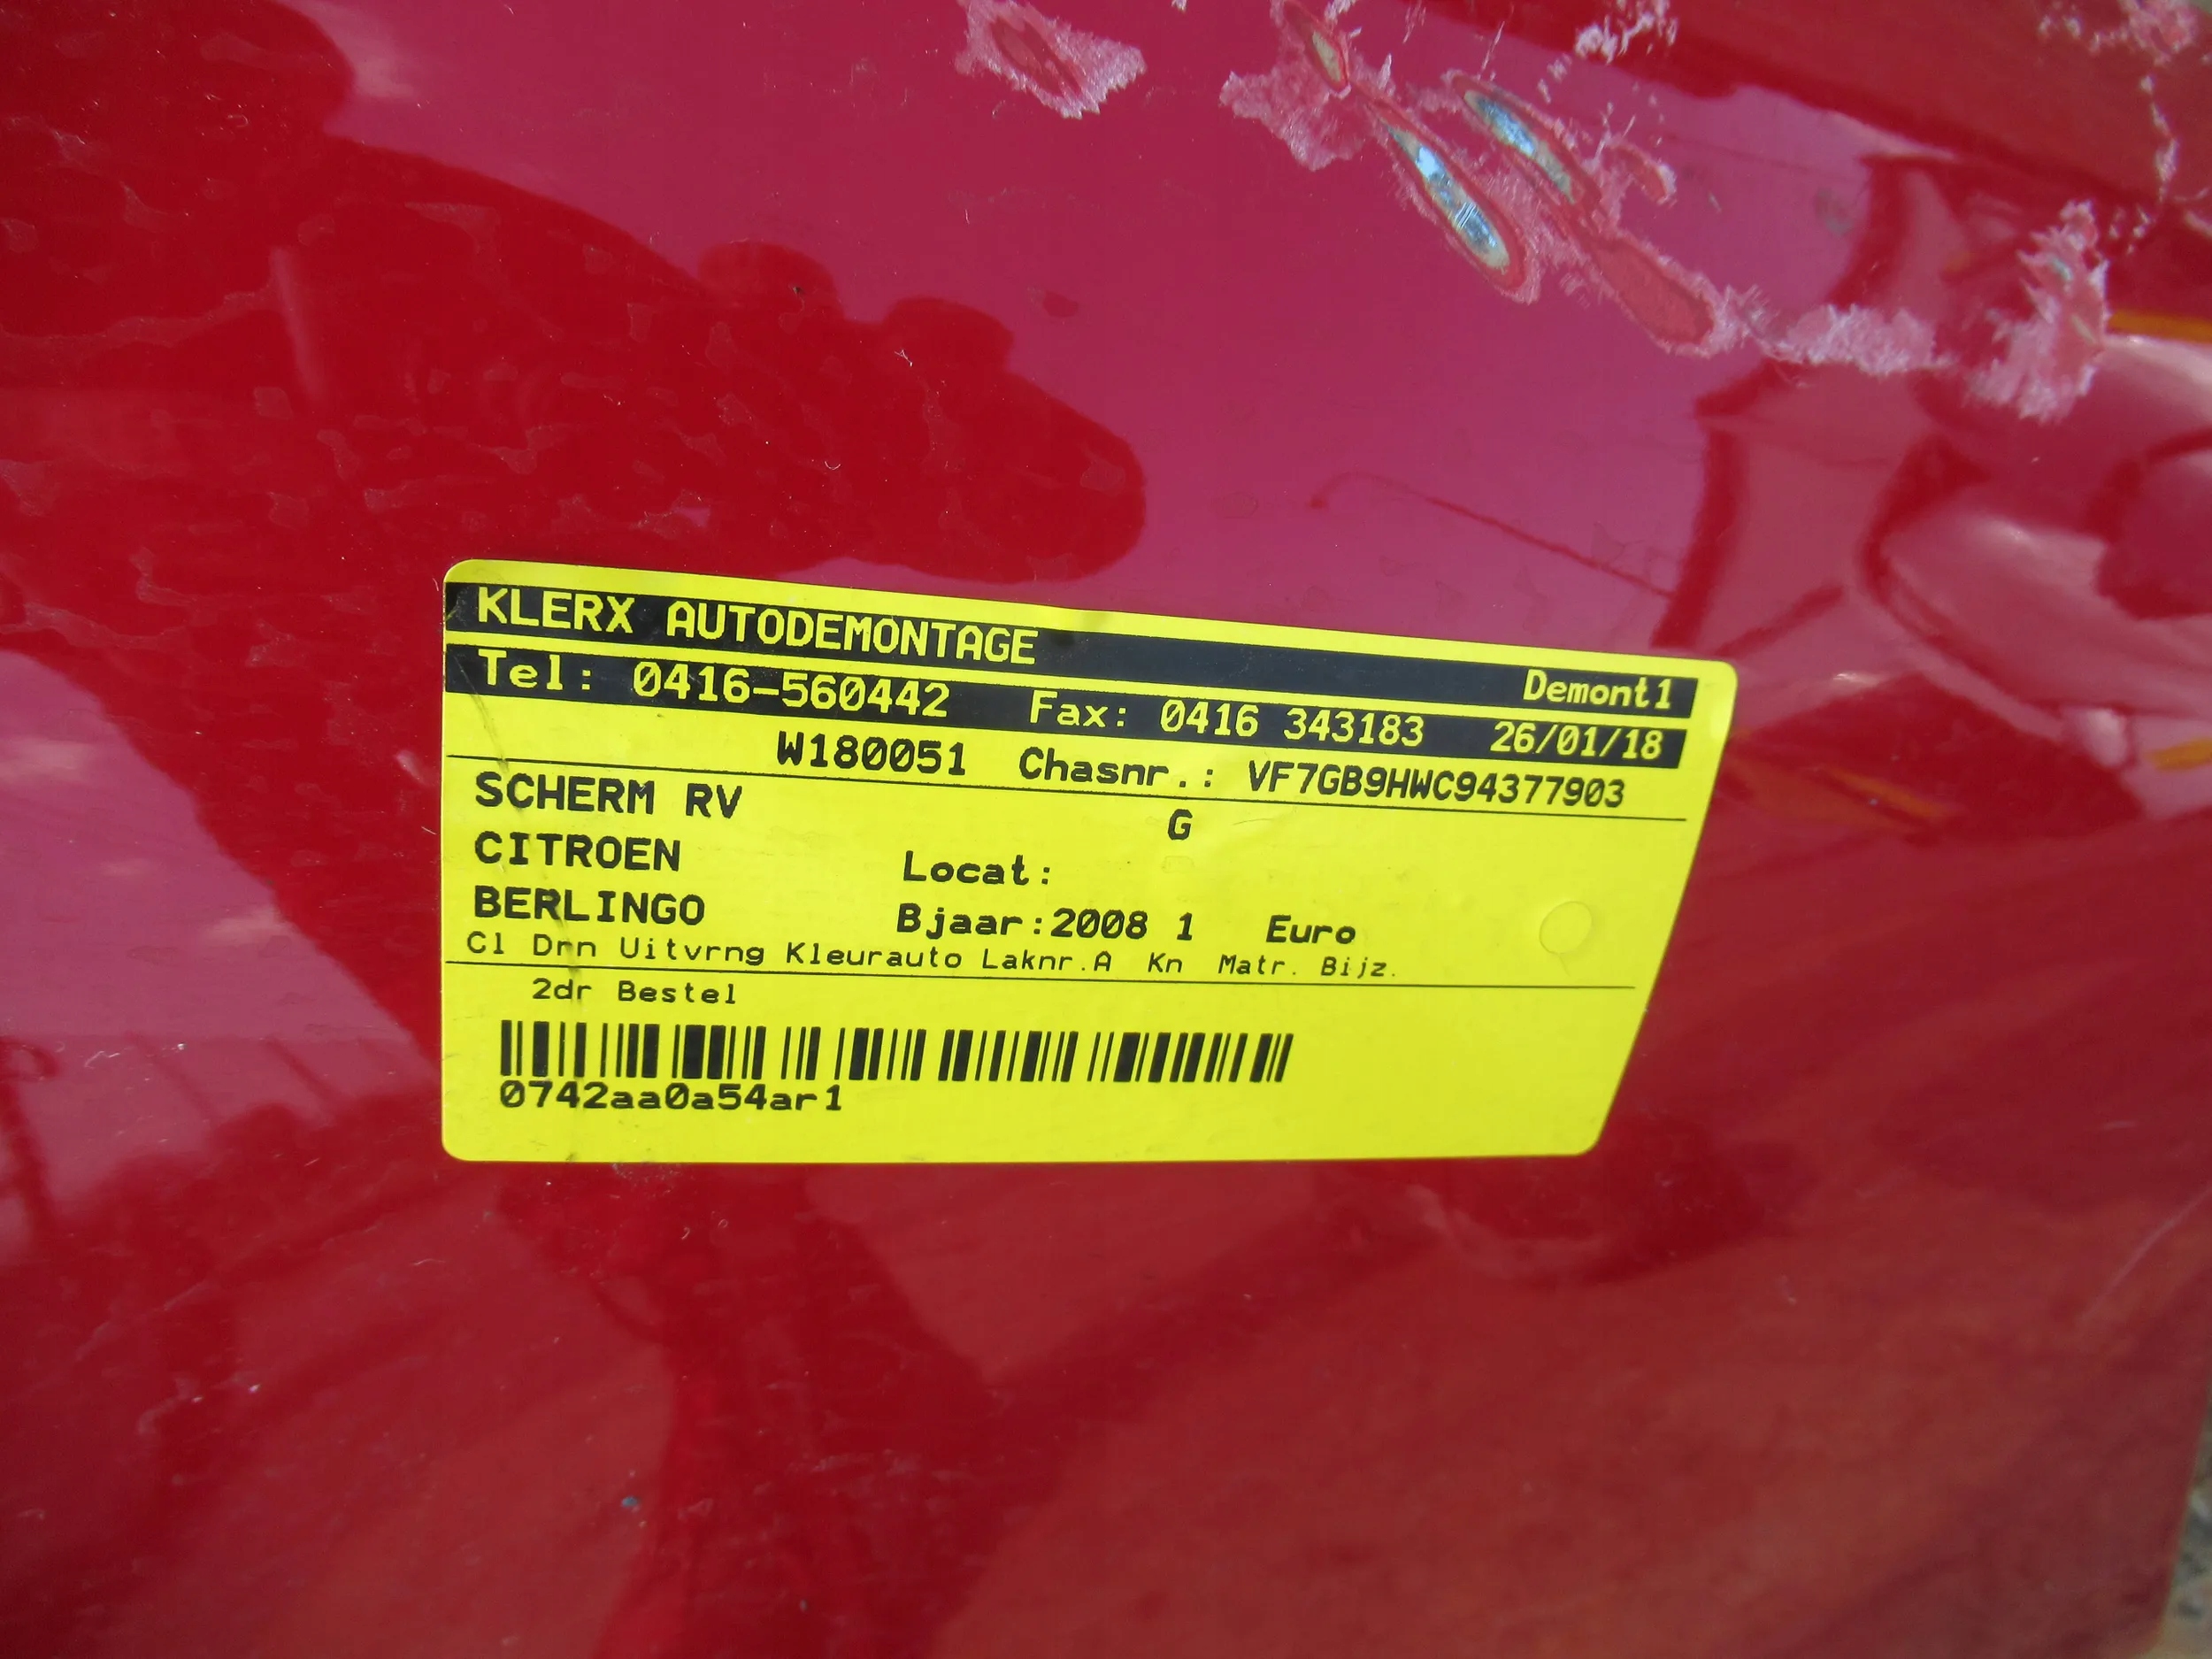 KLERX AUTODEMONTAGE Demont1
Tel: 0416-560442 Fax: 0416 343183 26/01/18
W180051 Chasnr.: VF7GB9HWC94377903
SCHERM RV G
CITROEN Locat:
BERLINGO Bjaar:2008 1 Euro
Cl Drn Uitvrng Kleurauto Laknr.A Kn Matr. Bijz.
2dr Bestel
0742aa0a54ar1